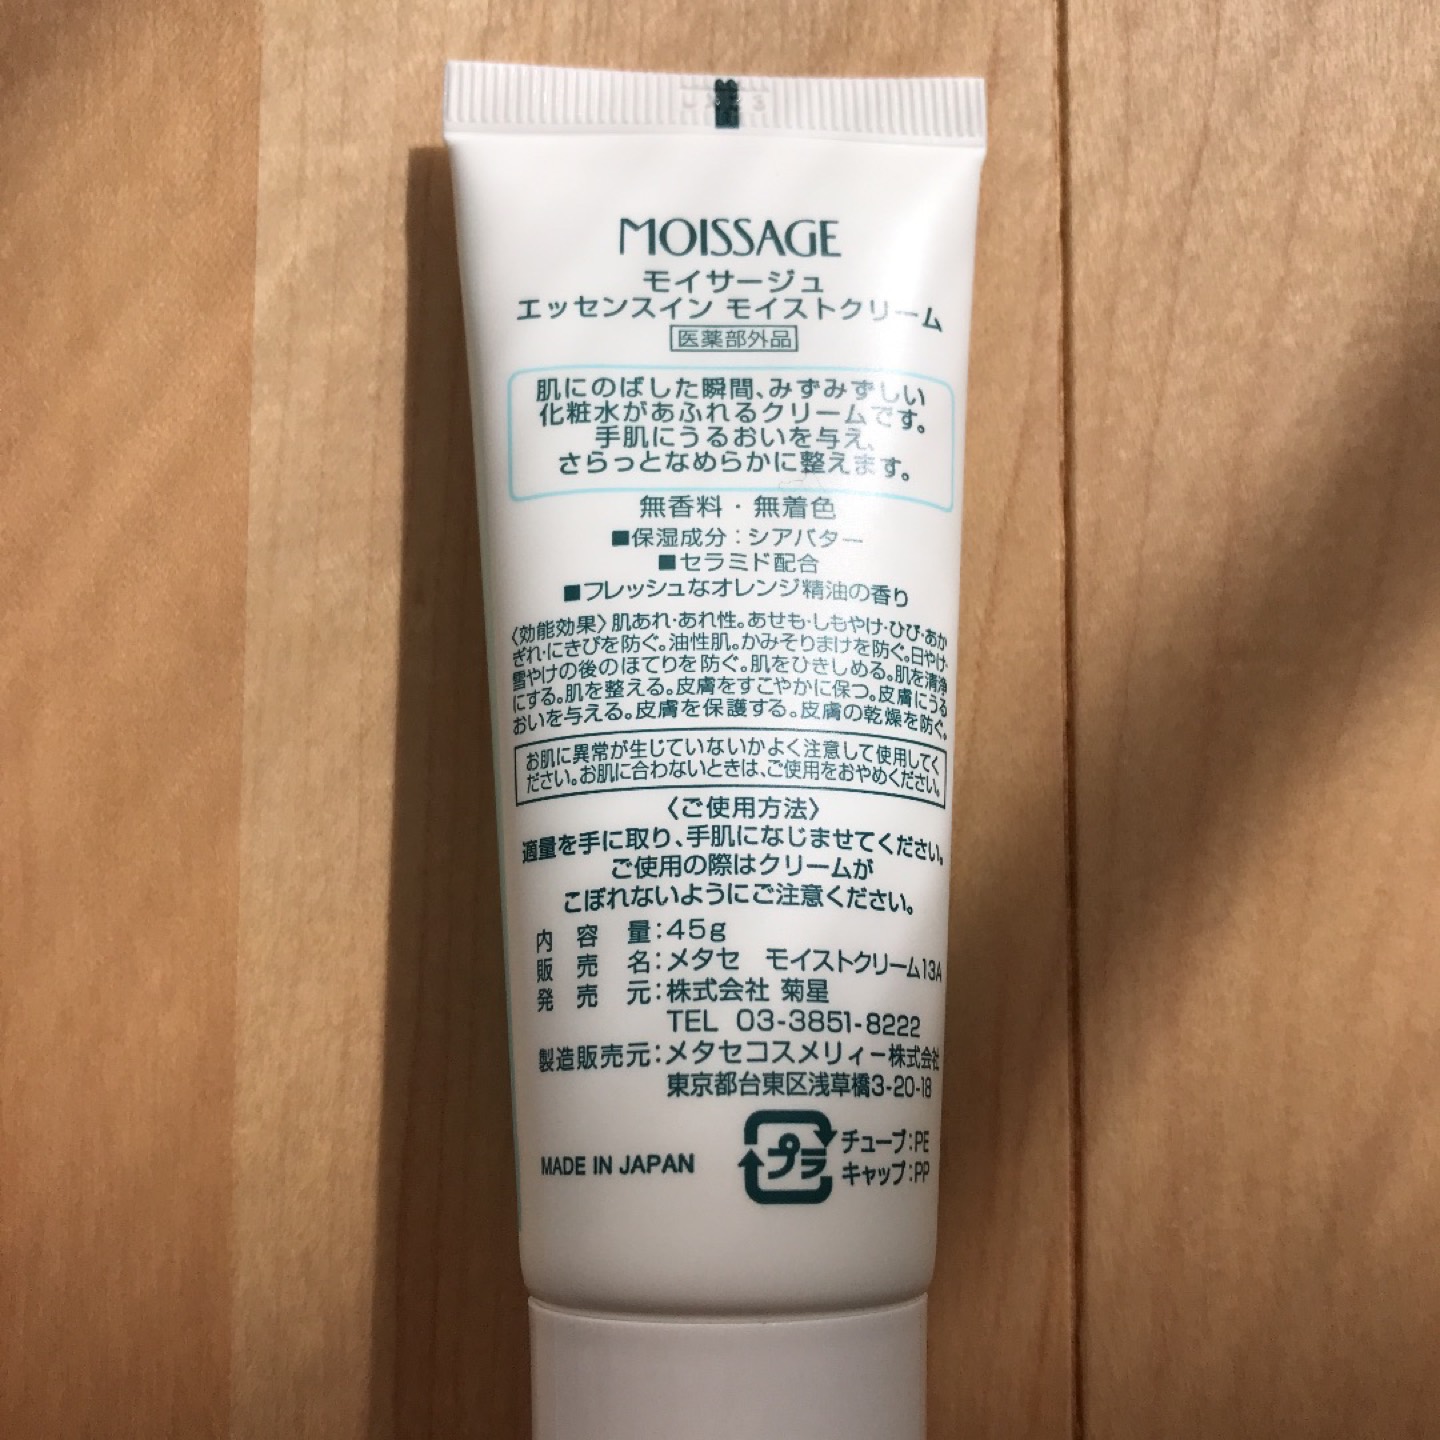 MOISSAGE
モイサージュ
エッセンスイン モイストクリーム
医薬部外品
肌にのばした瞬間、みずみずしい
化粧水があふれるクリームです。
手肌にうるおいを与え、
さらっとなめらかに整えます。
無香料・無着色
■保湿成分：シアバター
■セラミド配合
■フレッシュなオレンジ精油の香り
〈効能効果〉肌あれ・あれ性。あせも・しもやけ・ひび・あか
ぎれ・にきびを防ぐ。油性肌。かみそりまけを防ぐ。日やけ・
雪やけの後のほてりを防ぐ。肌をひきしめる。肌を清浄
にする。肌を整える。皮膚をすこやかに保つ。皮膚にうる
おいを与える。皮膚を保護する。皮膚の乾燥を防ぐ。
お肌に異常が生じていないかよく注意して使用してく
ださい。お肌に合わないときは、ご使用をおやめください。
〈ご使用方法〉
適量を手に取り、手肌になじませてください。
ご使用の際はクリームが
こぼれないようにご注意ください。
内容量：45g
販売名：メタセ モイストクリーム13A
発売元：株式会社 菊星
TEL 03-3851-8222
製造販売元：メタセコスメリィー株式会社
東京都台東区浅草橋3-20-18
MADE IN JAPAN
プラ
チューブ：PE
キャップ：PP